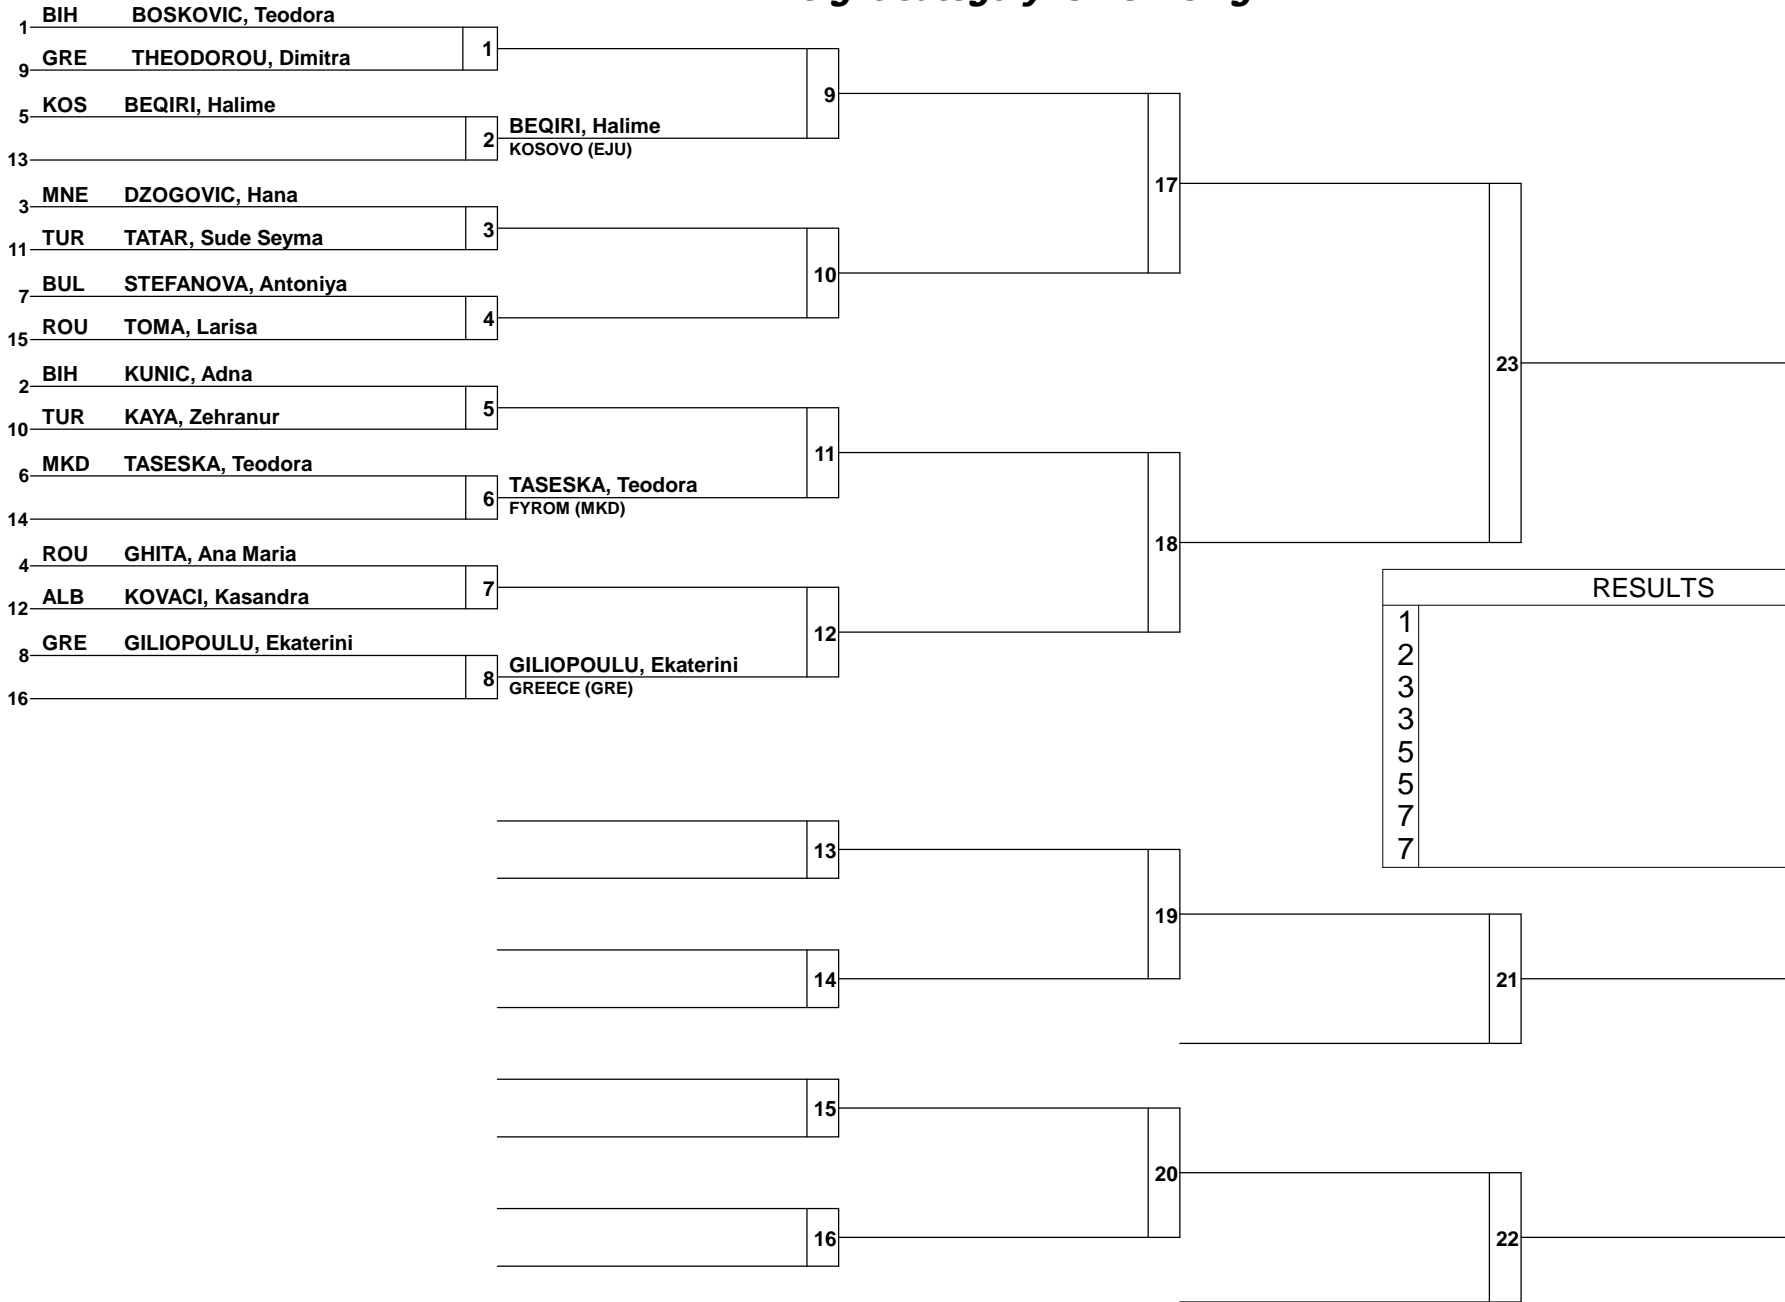 1 BIH BOSKOVIC, Teodora
1
9 GRE THEODOROU, Dimitra
9
5 KOS BEQIRI, Halime
2 BEQIRI, Halime
KOSOVO (EJU)
13
17
3 MNE DZOGOVIC, Hana
3
11 TUR TATAR, Sude Seyma
10
7 BUL STEFANOVA, Antoniya
4
15 ROU TOMA, Larisa
23
2 BIH KUNIC, Adna
5
10 TUR KAYA, Zehranur
11
6 MKD TASESKA, Teodora
6 TASESKA, Teodora
FYROM (MKD)
14
18
4 ROU GHITA, Ana Maria
7
12 ALB KOVACI, Kasandra
12
8 GRE GILIOPOULU, Ekaterini
8 GILIOPOULU, Ekaterini
GREECE (GRE)
16
RESULTS
1
2
3
3
5
5
7
7
13
19
14
21
15
20
16
22